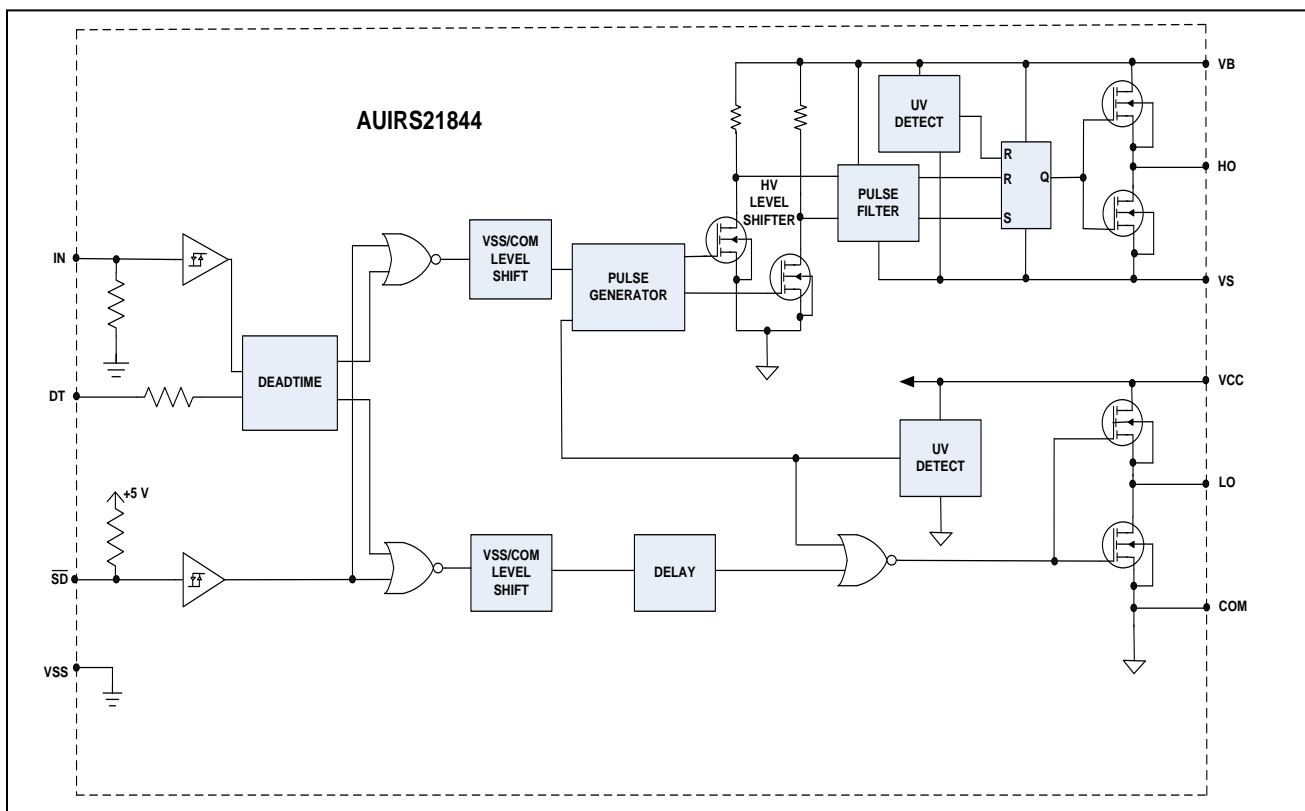 AUIRS21844
VB
UV
DETECT
R
R
Q
S
HO
HV
LEVEL
SHIFTER
PULSE
FILTER
VS
IN
VSS/COM
LEVEL
SHIFT
PULSE
GENERATOR
DEADTIME
DT
VCC
UV
DETECT
LO
+5 V
SD
VSS/COM
LEVEL
SHIFT
DELAY
COM
VSS